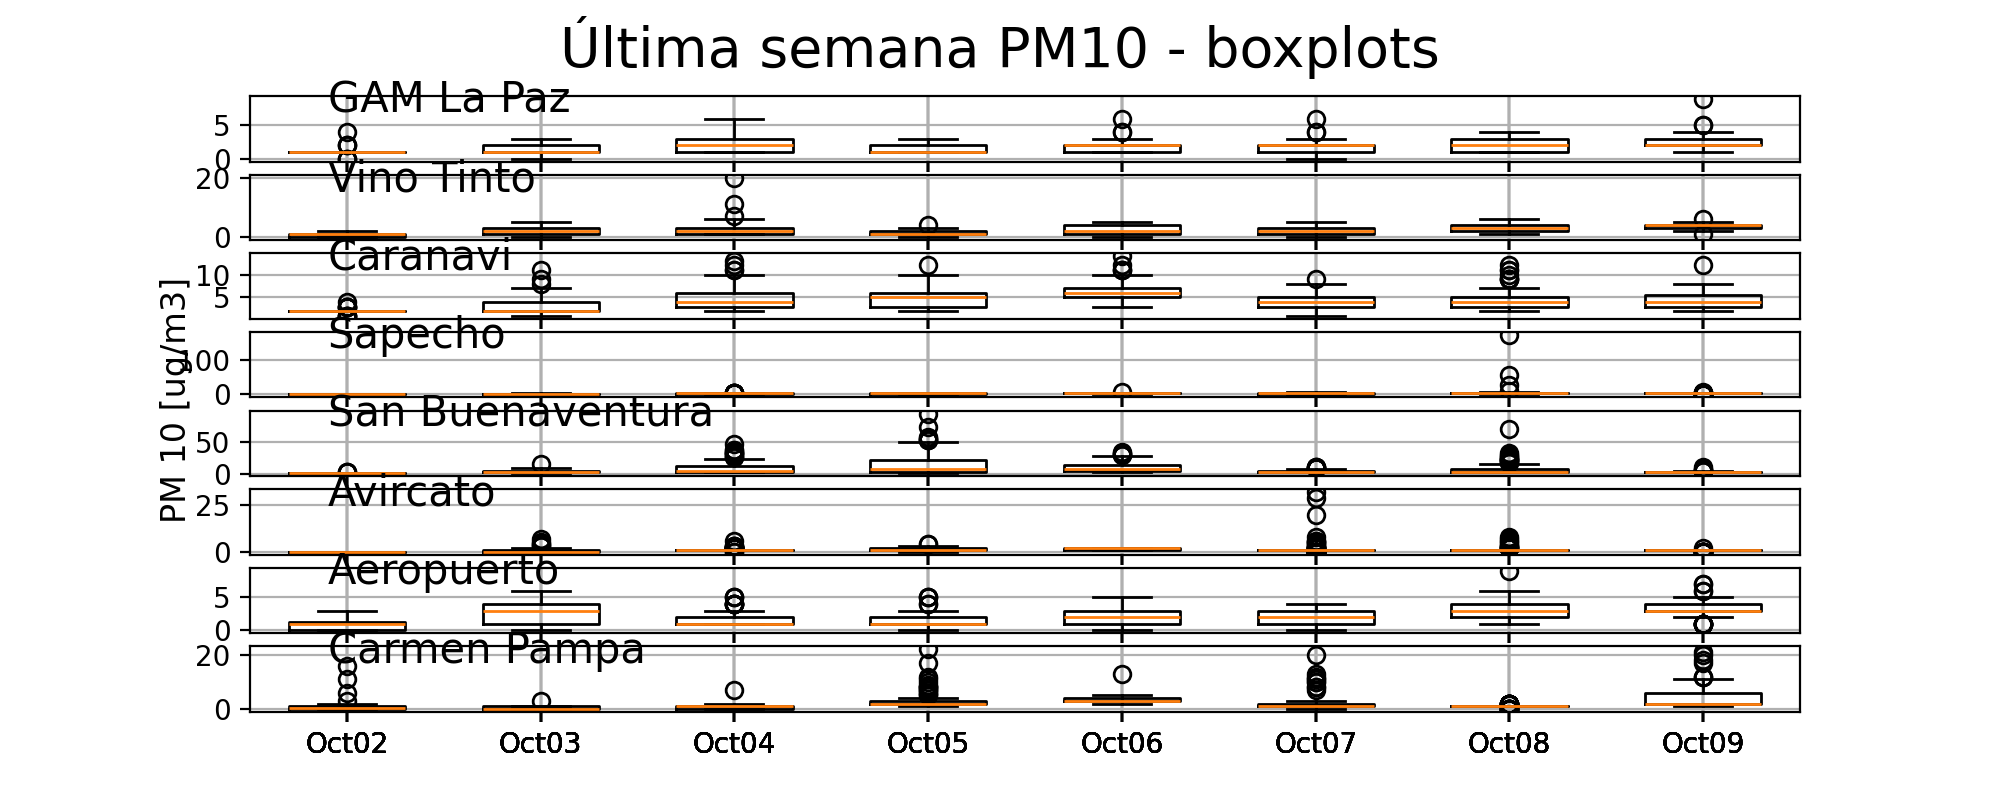 Última semana PM10 - boxplots
GAM La Paz
5
0
Vino Tinto
20
0
Caranavi
10
5
Sapecho
100
0
San Buenaventura
50
0
Avircato
25
0
Aeropuerto
5
0
Carmen Pampa
20
0
PM 10 [ug/m3]
Oct02 Oct03 Oct04 Oct05 Oct06 Oct07 Oct08 Oct09